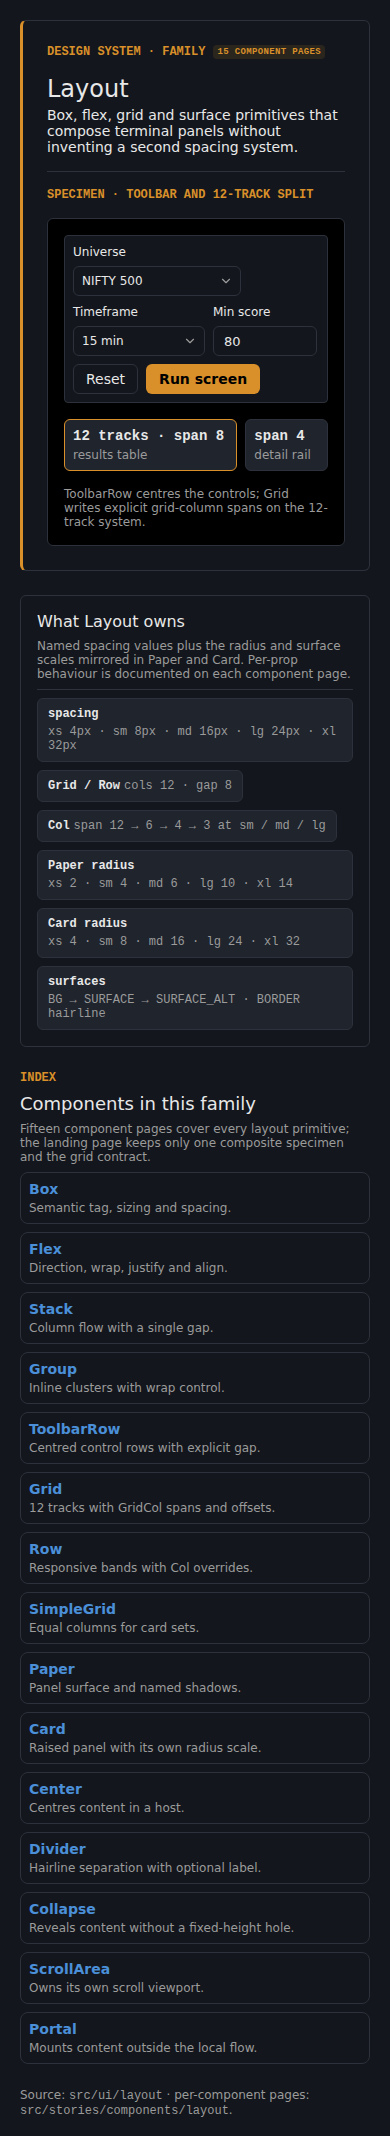 DESIGN SYSTEM · FAMILY 15 COMPONENT PAGES
Layout
Box, flex, grid and surface primitives that
compose terminal panels without
inventing a second spacing system.
SPECIMEN · TOOLBAR AND 12-TRACK SPLIT
Universe
NIFTY 500
Timeframe Min score
15 min 80
Reset Run screen
12 tracks · span 8 span 4
results table detail rail
ToolbarRow centres the controls; Grid
writes explicit grid-column spans on the 12-
track system.
What Layout owns
Named spacing values plus the radius and surface
scales mirrored in Paper and Card. Per-prop
behaviour is documented on each component page.
spacing
xs 4px · sm 8px · md 16px · lg 24px · xl
32px
Grid / Row cols 12 · gap 8
Col span 12 → 6 → 4 → 3 at sm / md / lg
Paper radius
xs 2 · sm 4 · md 6 · lg 10 · xl 14
Card radius
xs 4 · sm 8 · md 16 · lg 24 · xl 32
surfaces
BG → SURFACE → SURFACE_ALT · BORDER
hairline
INDEX
Components in this family
Fifteen component pages cover every layout primitive;
the landing page keeps only one composite specimen
and the grid contract.
Box
Semantic tag, sizing and spacing.
Flex
Direction, wrap, justify and align.
Stack
Column flow with a single gap.
Group
Inline clusters with wrap control.
ToolbarRow
Centred control rows with explicit gap.
Grid
12 tracks with GridCol spans and offsets.
Row
Responsive bands with Col overrides.
SimpleGrid
Equal columns for card sets.
Paper
Panel surface and named shadows.
Card
Raised panel with its own radius scale.
Center
Centres content in a host.
Divider
Hairline separation with optional label.
Collapse
Reveals content without a fixed-height hole.
ScrollArea
Owns its own scroll viewport.
Portal
Mounts content outside the local flow.
Source: src/ui/layout · per-component pages:
src/stories/components/layout.